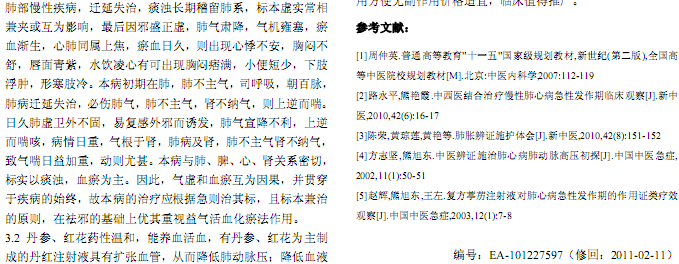 肺部慢性疾病，迁延失治，痰浊长期稽留肺系，标本虚实常相
兼夹或互为影响，最后因邪盛正虚，肺气肃降，气机瘫塞，瘀
血渐生，心肺同属上焦，瘀血日久，则出现心悸不安，胸闷不
舒，唇面青紫，水饮凌心有可出现胸闷痞满，小便短少，下肢
浮肿，形寒肢冷。本病初期在肺，肺不主气，司呼吸，朝百脉，
肺病迁延失治，必伤肺气，肺不主气，肾不纳气，则上逆而喘。
日久肺虚卫外不固，易复感外邪而诱发，肺气宣降不利，上逆
而喘咳，病情日重，气根于肾，肺病及肾，肺不主气肾不纳气，
致气喘日益加重，动则尤甚。本病与肺、脾、心、肾关系密切，
标实以痰浊，血瘀为主。因此，气虚和血瘀互为因果，并贯穿
于疾病的始终，故本病的治疗应根据急则治其标，且标本兼治
的原则，在祛邪的基础上优其重视益气活血化瘀法作用。
3.2 丹参、红花药性温和，能养血活血，有丹参、红花为主制
成的丹红注射液具有扩张血管，从而降低肺动脉压；降低血液
用方便无副作用价格适宜，临床值得推广。
参考文献：
[1]周仲英.普通高等教育"十一五"国家级规划教材,新世纪(第二版),全国高
等中医院校规划教材[M].北京:中医内科学,2007:112-119
[2]路永平,熊艳霞.中西医结合治疗慢性肺心病急性发作期临床观察[J].新中
医,2010,42(6):16-17
[3]陈荣,黄琼莲,黄艳等.肺胀辨证施护体会[J].新中医,2010,42(8):151-152
[4]方志坚,熊旭东.中医辨证施治肺心病肺动脉高压初探[J].中国中医急症,
2002,11(1):50-51
[5]赵辉,熊旭东,王左.复方葶苈注射液对肺心病急性发作期的作用证类疗效
观察[J].中国中医急症,2003,12(1):7-8
编号：EA-101227597（修回：2011-02-11）